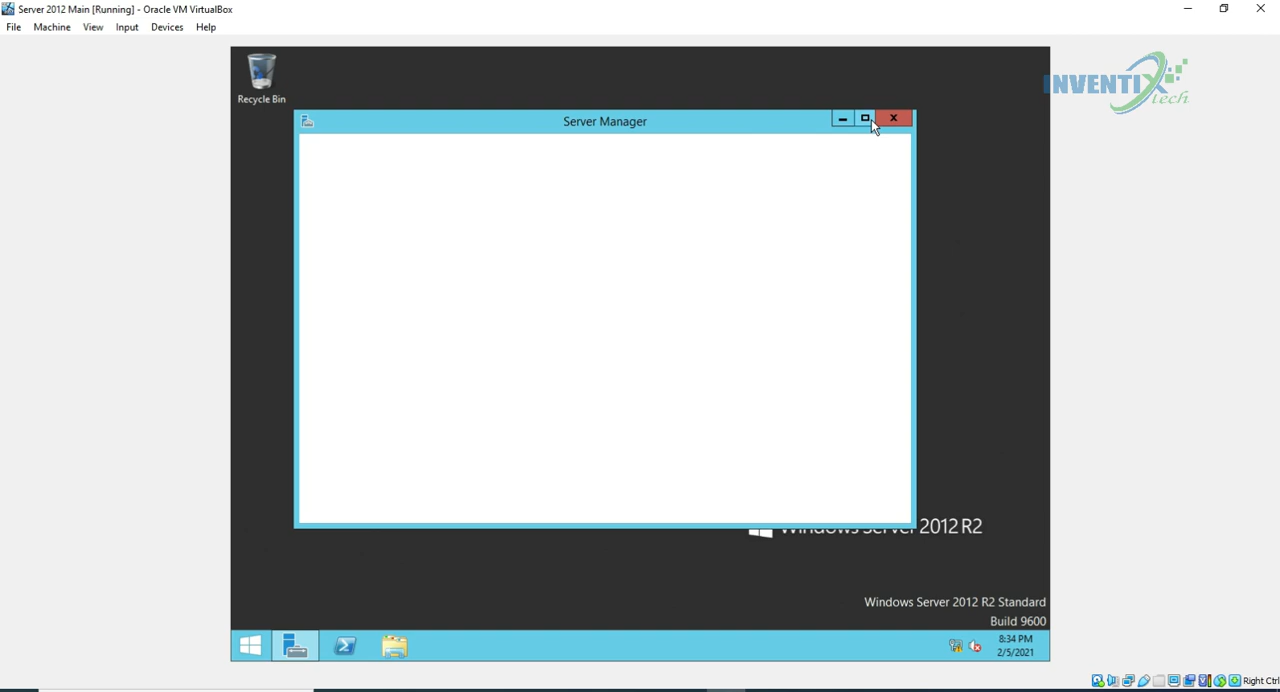 Server 2012 Main [Running] - Oracle VM VirtualBox
File Machine View Input Devices Help
INVENTIX
tech
Recycle Bin
Server Manager
Windows Server 2012 R2
Windows Server 2012 R2 Standard
Build 9600
8:34 PM
2/5/2021
Right Ctrl